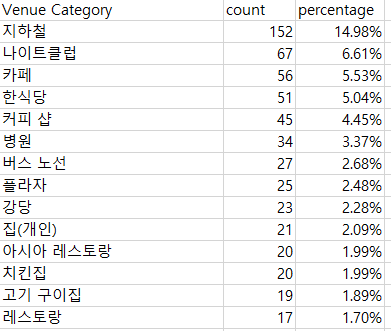 Venue Category count percentage
지하철 152 14.98%
나이트클럽 67 6.61%
카페 56 5.53%
한식당 51 5.04%
커피 샵 45 4.45%
병원 34 3.37%
버스 노선 27 2.68%
플라자 25 2.48%
강당 23 2.28%
집(개인) 21 2.09%
아시아 레스토랑 20 1.99%
치킨집 20 1.99%
고기 구이집 19 1.89%
레스토랑 17 1.70%